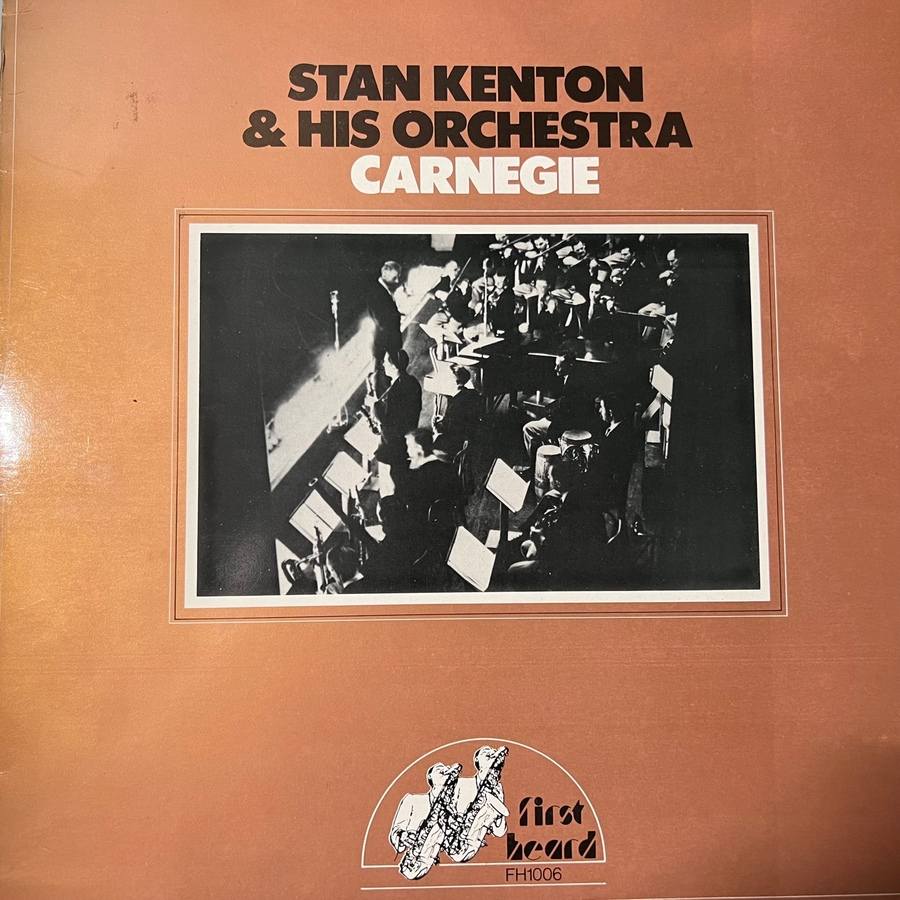 STAN KENTON
& HIS ORCHESTRA
CARNEGIE
first
heard
FH1006